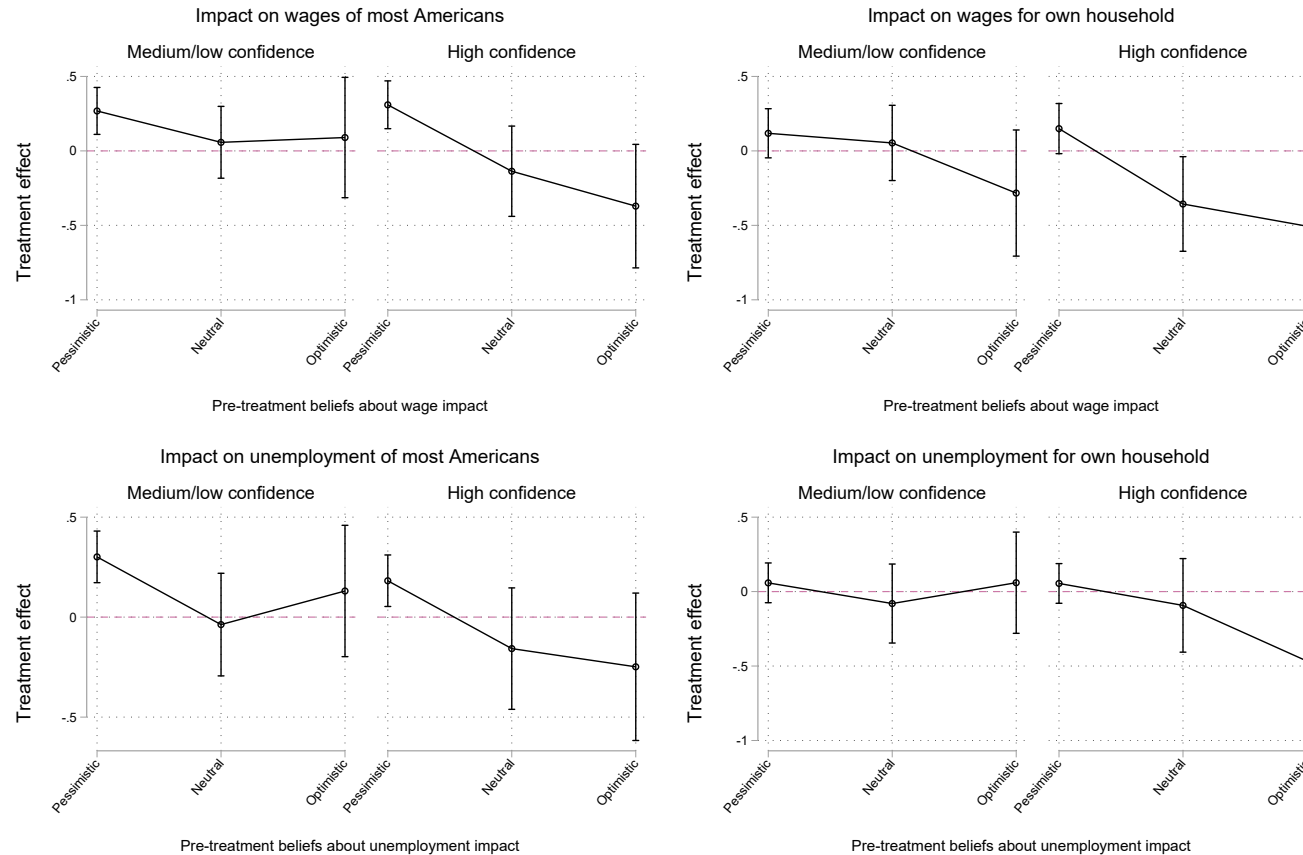 Impact on wages of most Americans
Medium/low confidence
High confidence
Treatment effect
.5
0
-.5
-1
Pessimistic
Neutral
Optimistic
Pessimistic
Neutral
Optimistic
Pre-treatment beliefs about wage impact
Impact on wages for own household
Medium/low confidence
High confidence
Treatment effect
.5
0
-.5
-1
Pessimistic
Neutral
Optimistic
Pessimistic
Neutral
Optimistic
Pre-treatment beliefs about wage impact
Impact on unemployment of most Americans
Medium/low confidence
High confidence
Treatment effect
.5
0
-.5
Pessimistic
Neutral
Optimistic
Pessimistic
Neutral
Optimistic
Pre-treatment beliefs about unemployment impact
Impact on unemployment for own household
Medium/low confidence
High confidence
Treatment effect
.5
0
-.5
-1
Pessimistic
Neutral
Optimistic
Pessimistic
Neutral
Optimistic
Pre-treatment beliefs about unemployment impact